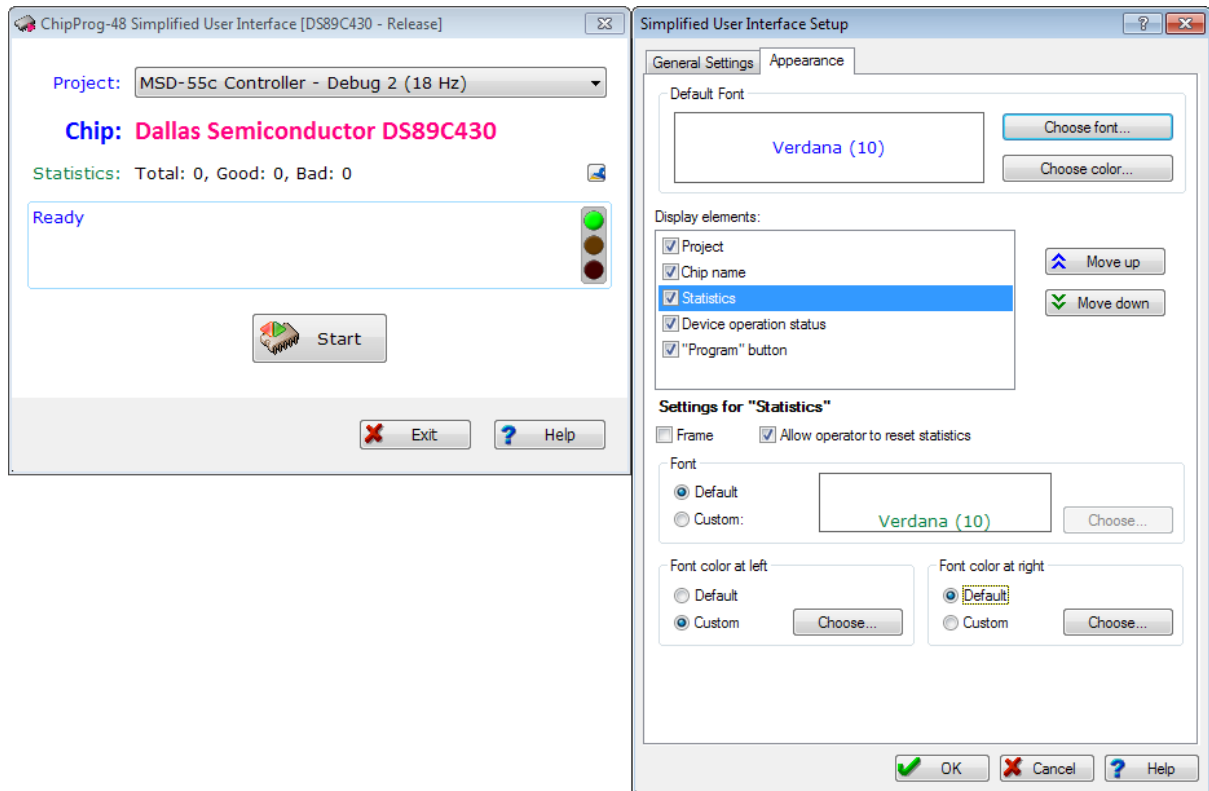 ChipProg-48 Simplified User Interface [DS89C430 - Release]
Project: MSD-55c Controller - Debug 2 (18 Hz)
Chip: Dallas Semiconductor DS89C430
Statistics: Total: 0, Good: 0, Bad: 0
Ready
Start
Exit Help
Simplified User Interface Setup
General Settings Appearance
Default Font
Verdana (10)
Choose font...
Choose color...
Display elements:
Project
Chip name
Statistics
Device operation status
"Program" button
Move up
Move down
Settings for "Statistics"
Frame Allow operator to reset statistics
Font
Default
Custom:
Verdana (10)
Choose...
Font color at left
Default
Custom Choose...
Font color at right
Default
Custom Choose...
OK Cancel Help